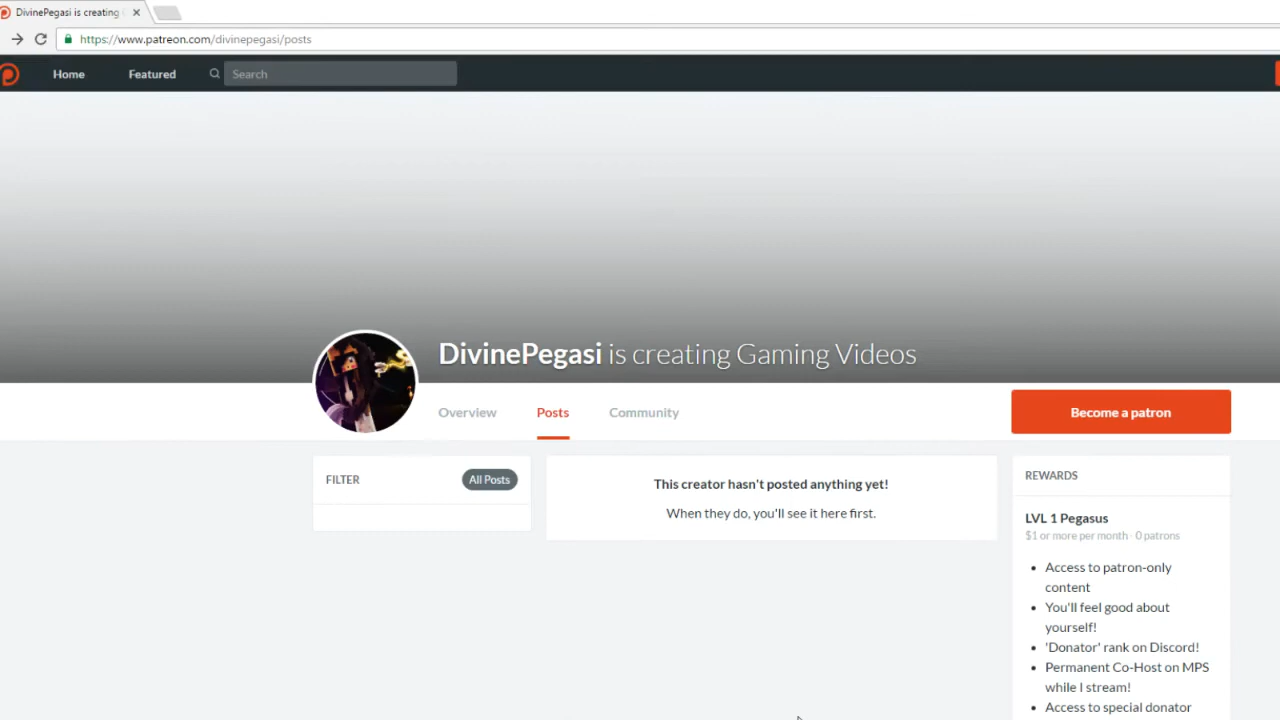 DivinePegasi is creating
https://www.patreon.com/divinepegasi/posts
Home Featured Search
DivinePegasi is creating Gaming Videos
Overview Posts Community Become a patron
FILTER All Posts
This creator hasn't posted anything yet!
When they do, you'll see it here first.
REWARDS
LVL 1 Pegasus
$1 or more per month · 0 patrons
• Access to patron-only
content
• You'll feel good about
yourself!
• 'Donator' rank on Discord!
• Permanent Co-Host on MPS
while I stream!
• Access to special donator